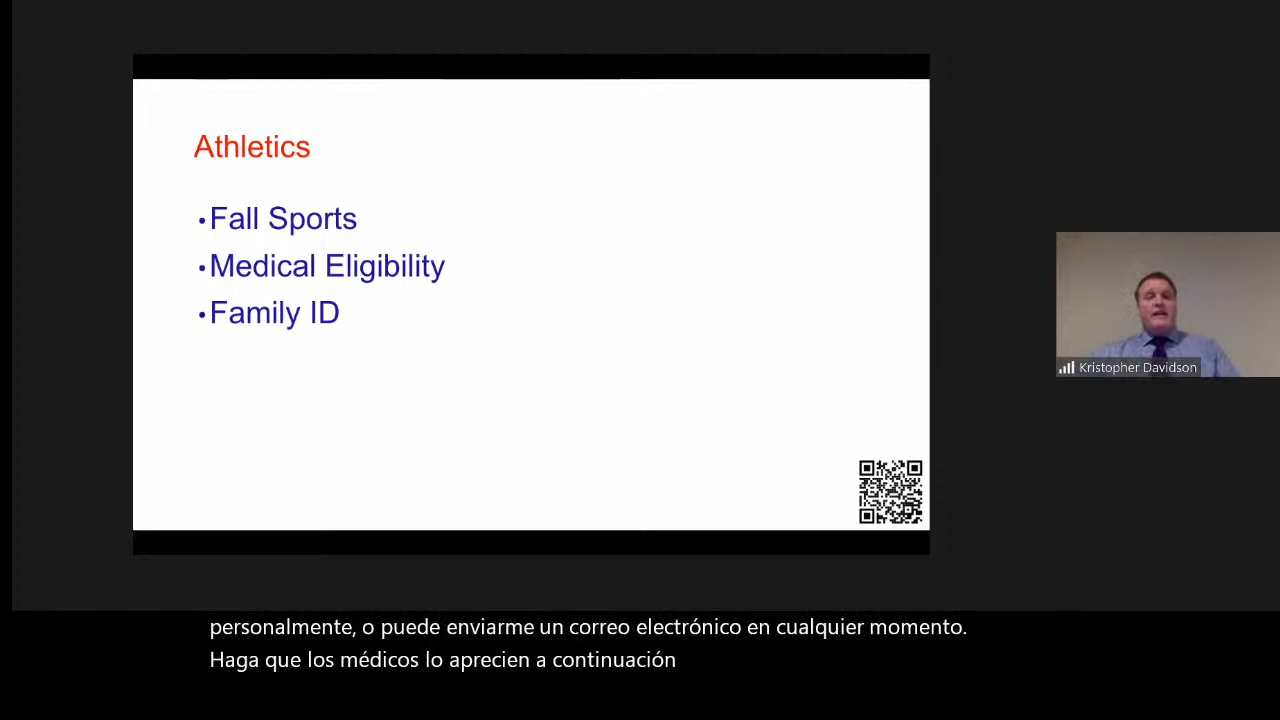 Athletics
•Fall Sports
•Medical Eligibility
•Family ID
Kristopher Davidson
personalmente, o puede enviarme un correo electrónico en cualquier momento.
Haga que los médicos lo aprecien a continuación